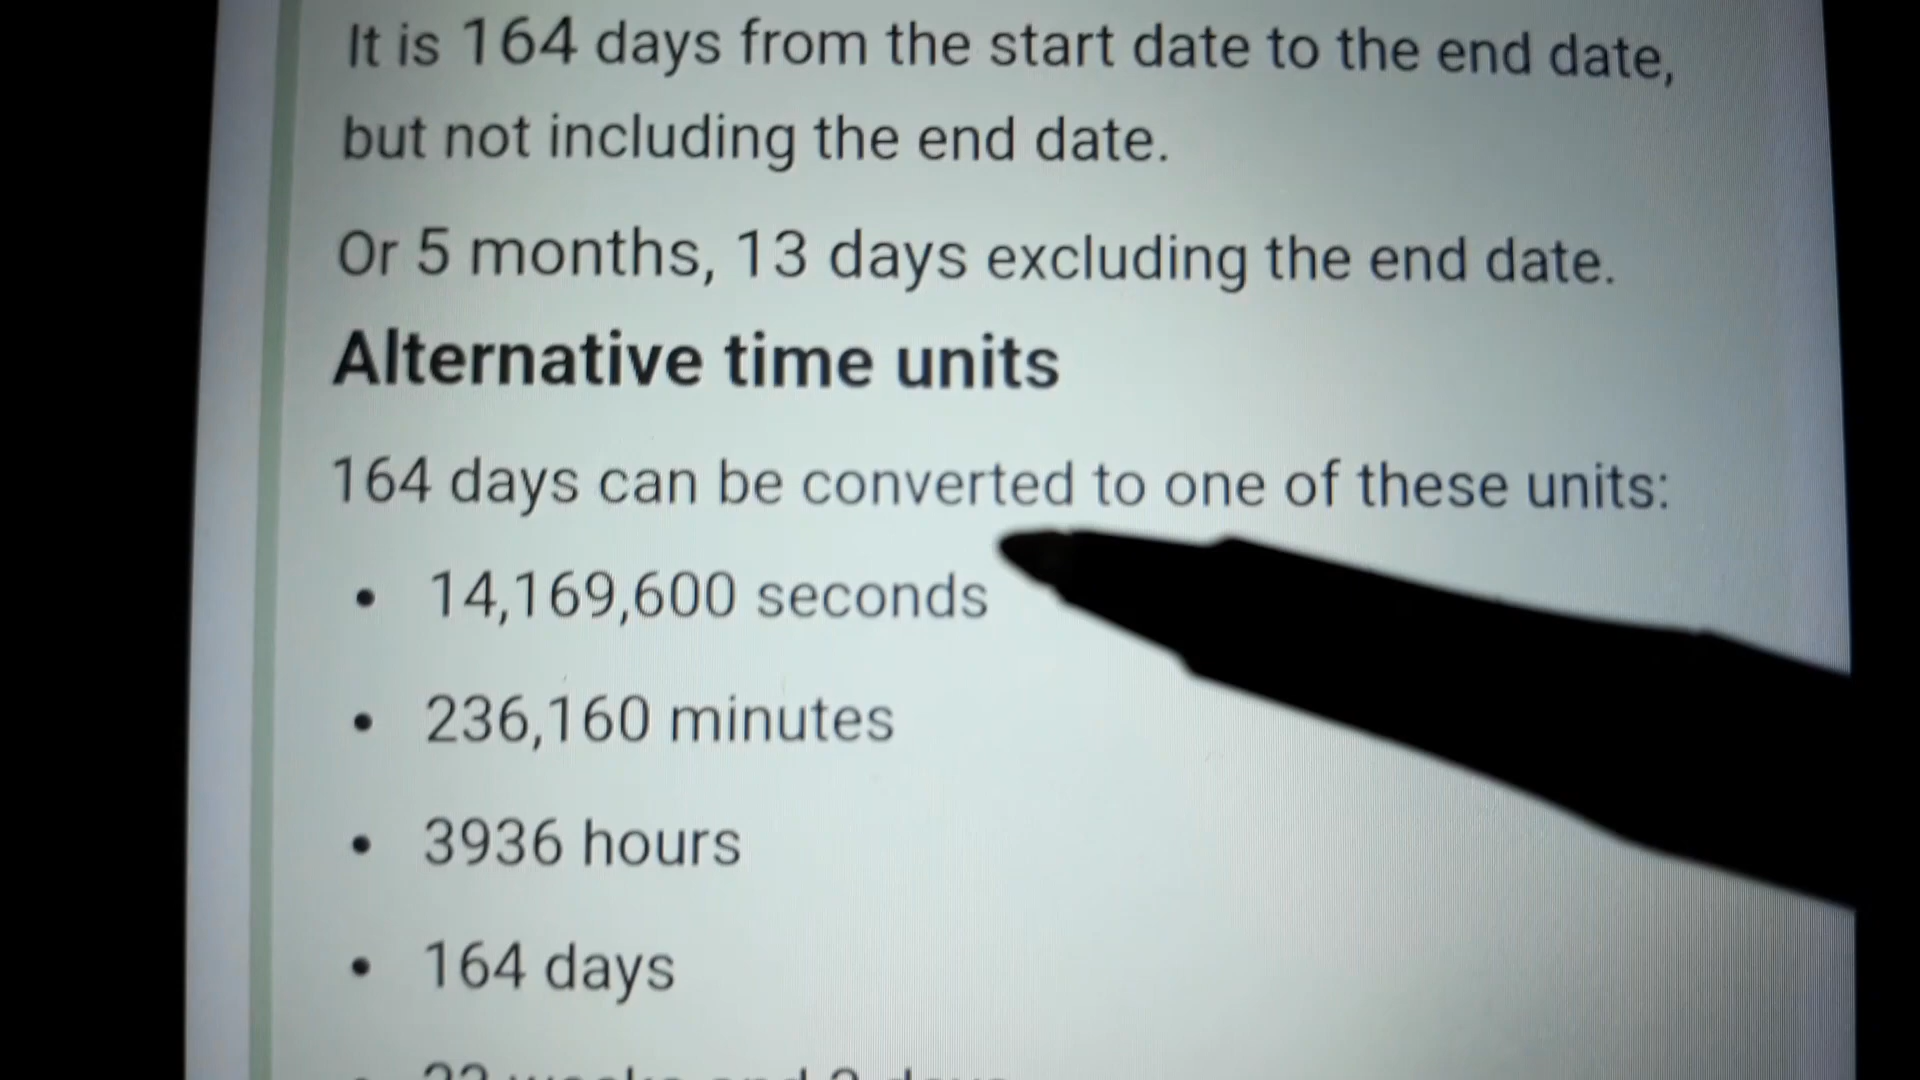 It is 164 days from the start date to the end date,
but not including the end date.
Or 5 months, 13 days excluding the end date.
Alternative time units
164 days can be converted to one of these units:
• 14,169,600 seconds
• 236,160 minutes
• 3936 hours
• 164 days